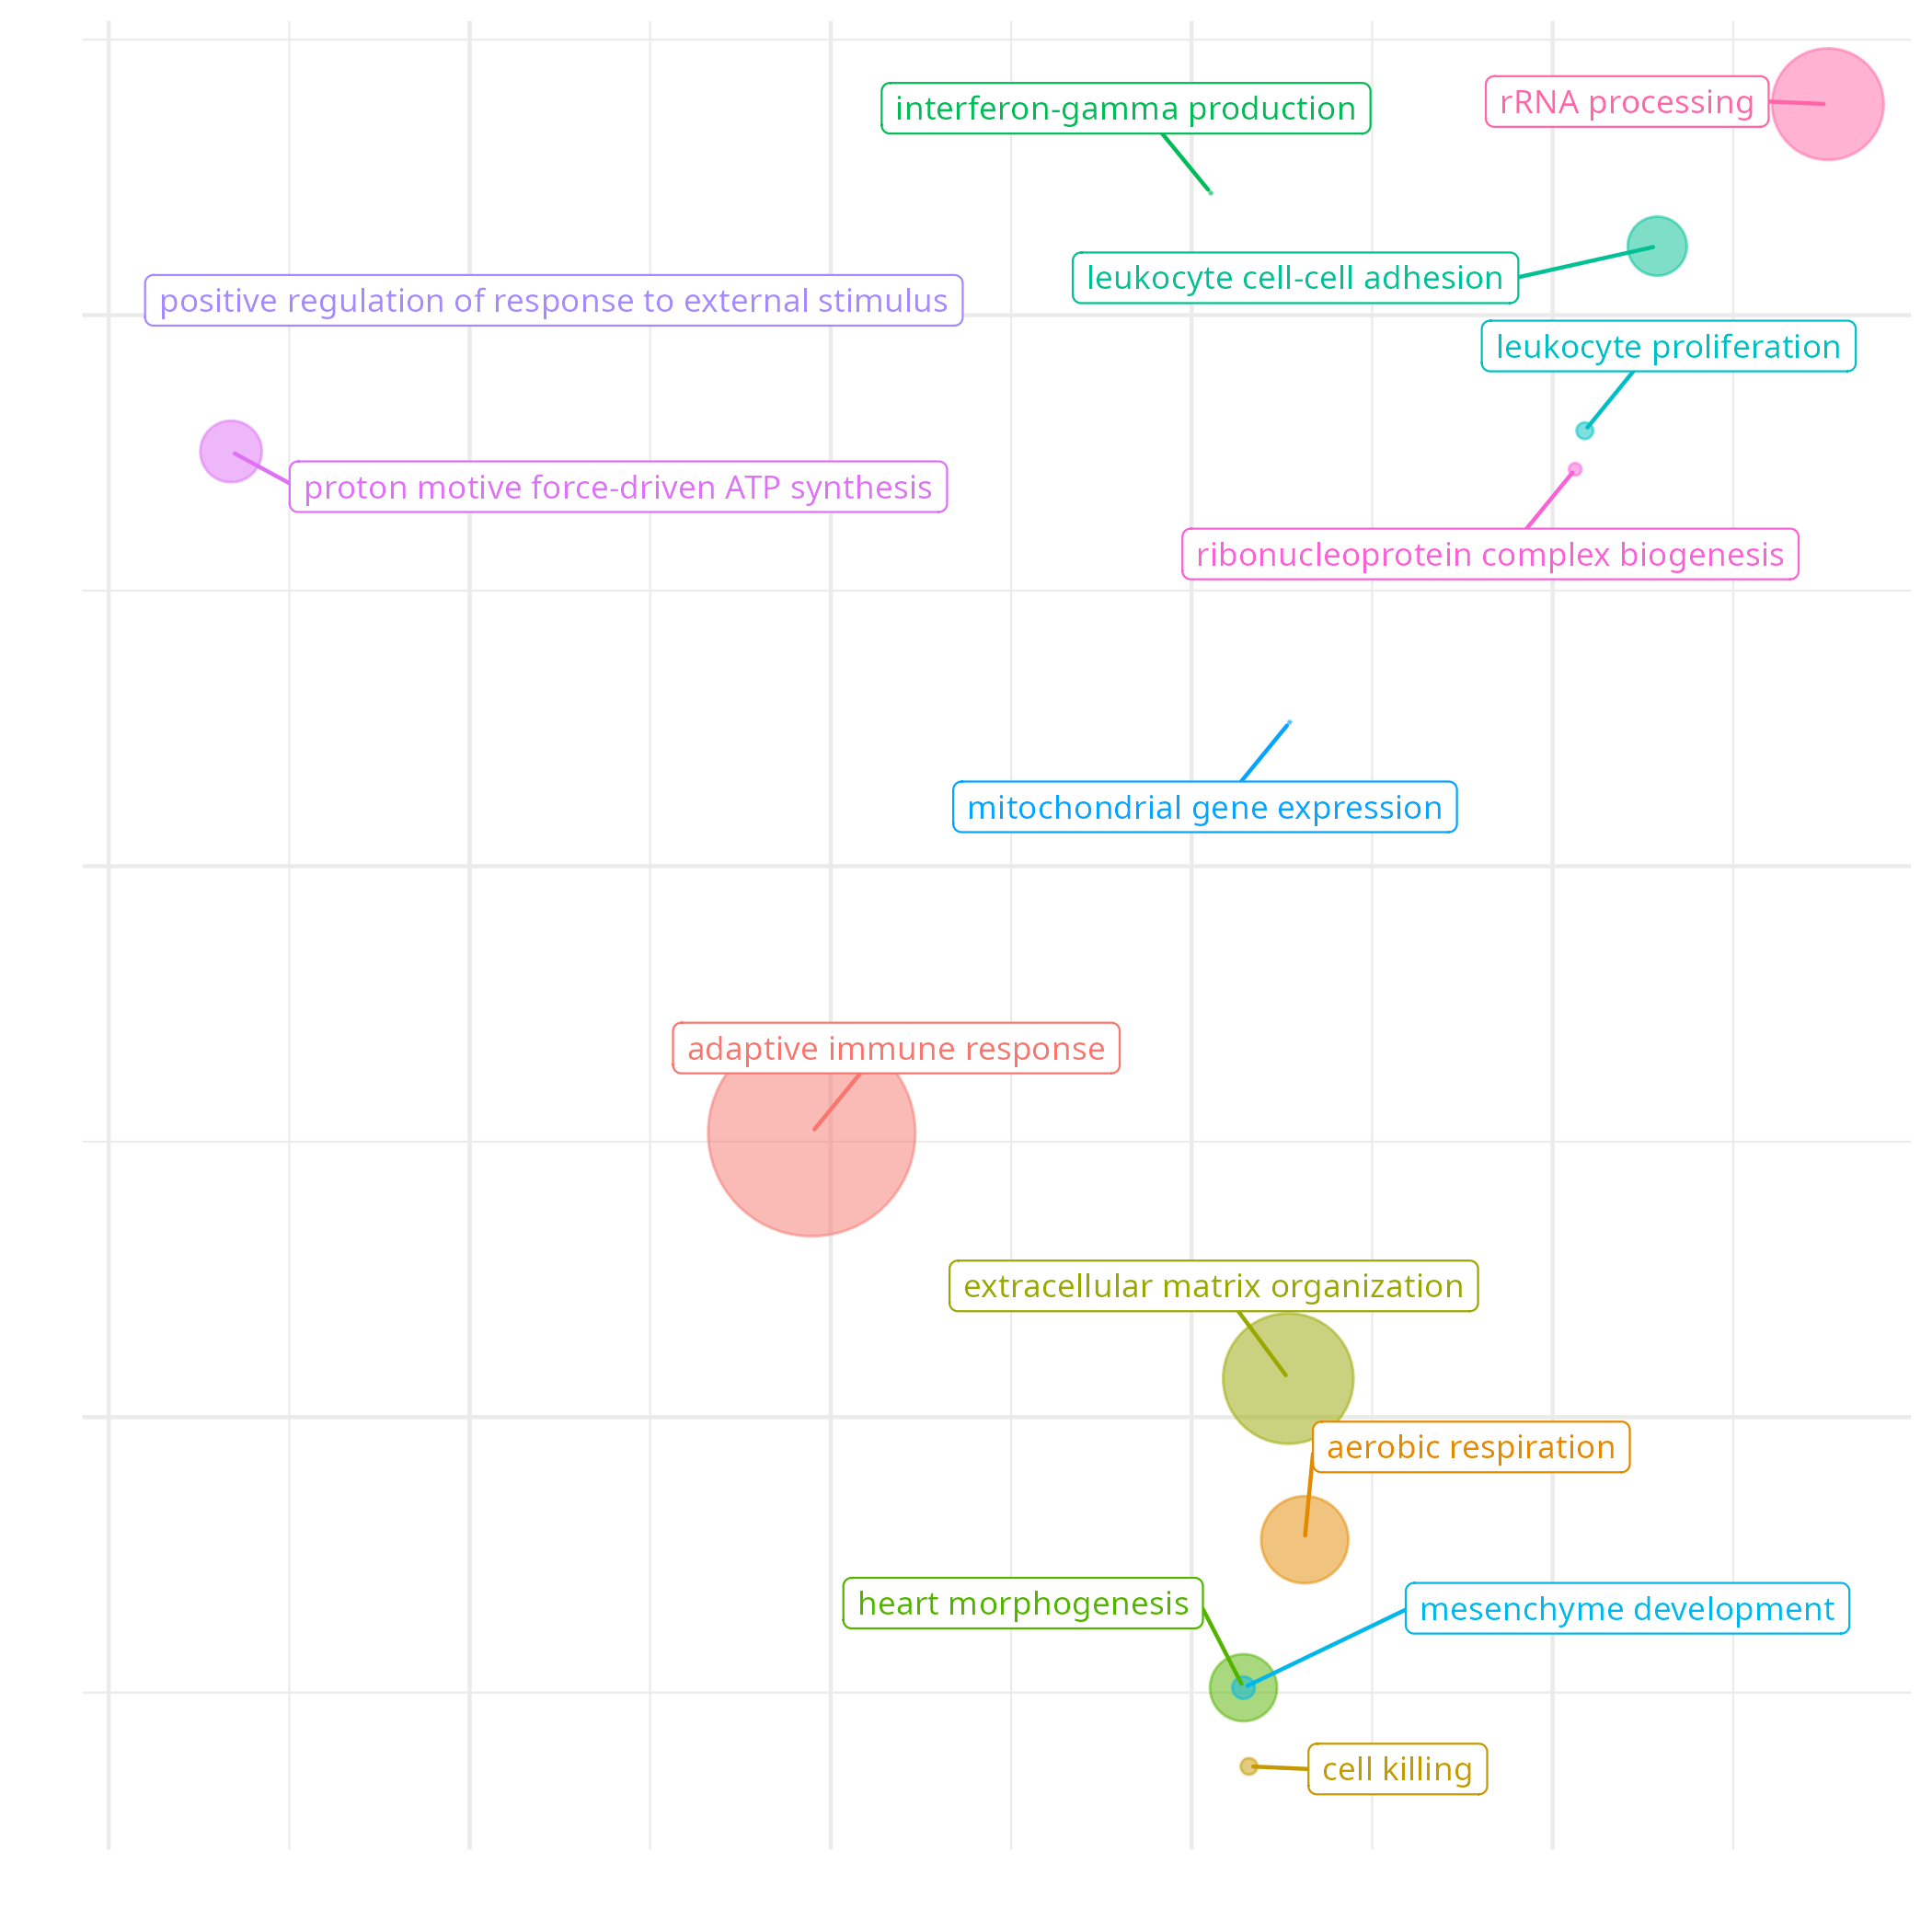 rRNA processing
interferon-gamma production
leukocyte cell-cell adhesion
positive regulation of response to external stimulus
leukocyte proliferation
proton motive force-driven ATP synthesis
ribonucleoprotein complex biogenesis
mitochondrial gene expression
adaptive immune response
extracellular matrix organization
aerobic respiration
heart morphogenesis
mesenchyme development
cell killing